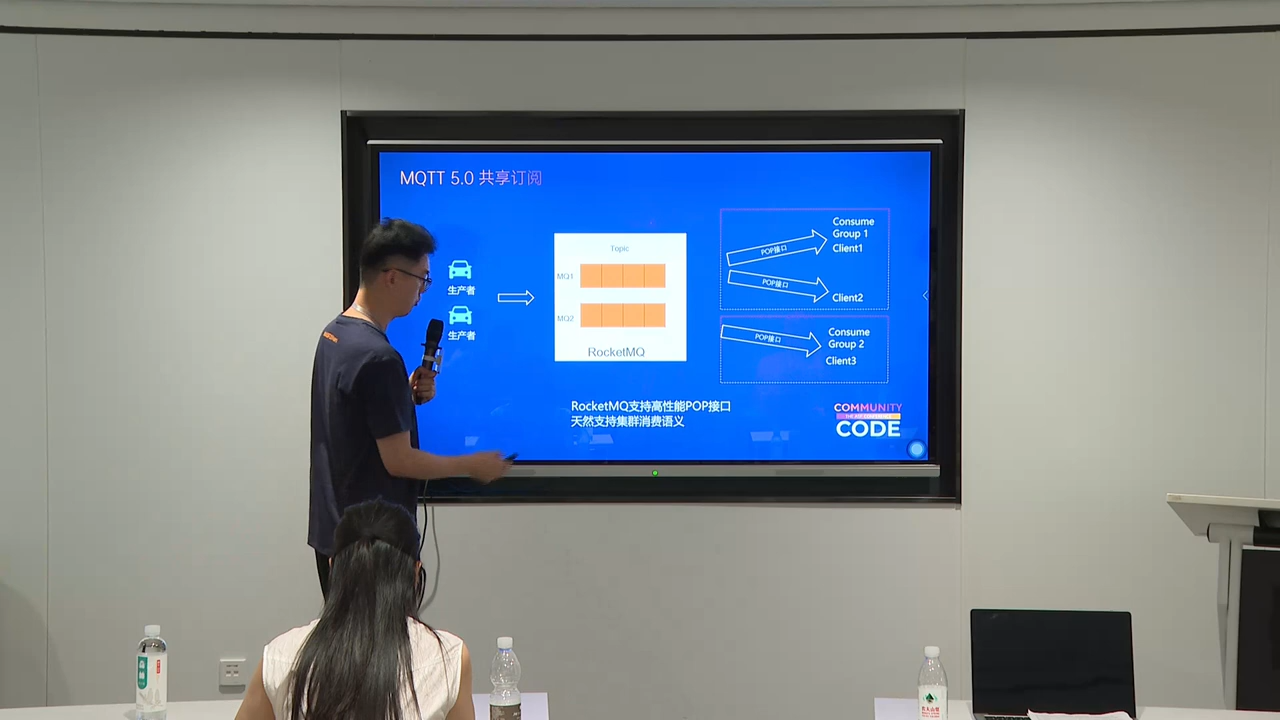 MQTT 5.0 共享订阅
生产者
生产者
Topic
MQ1
MQ2
RocketMQ
POP接口
Consume
Group 1
Client1
POP接口
Client2
POP接口
Consume
Group 2
Client3
RocketMQ支持高性能POP接口
天然支持集群消费语义
COMMUNITY
THE ASF CONFERENCE
CODE